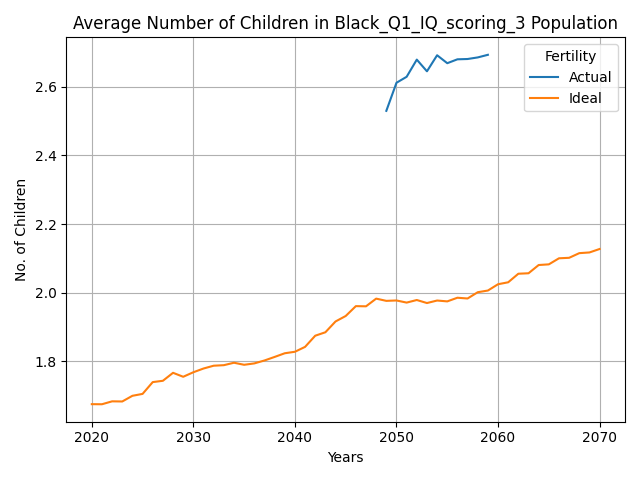 Average Number of Children in Black_Q1_IQ_scoring_3 Population
Fertility
Actual
Ideal
No. of Children
2.6
2.4
2.2
2.0
1.8
2020 2030 2040 2050 2060 2070
Years